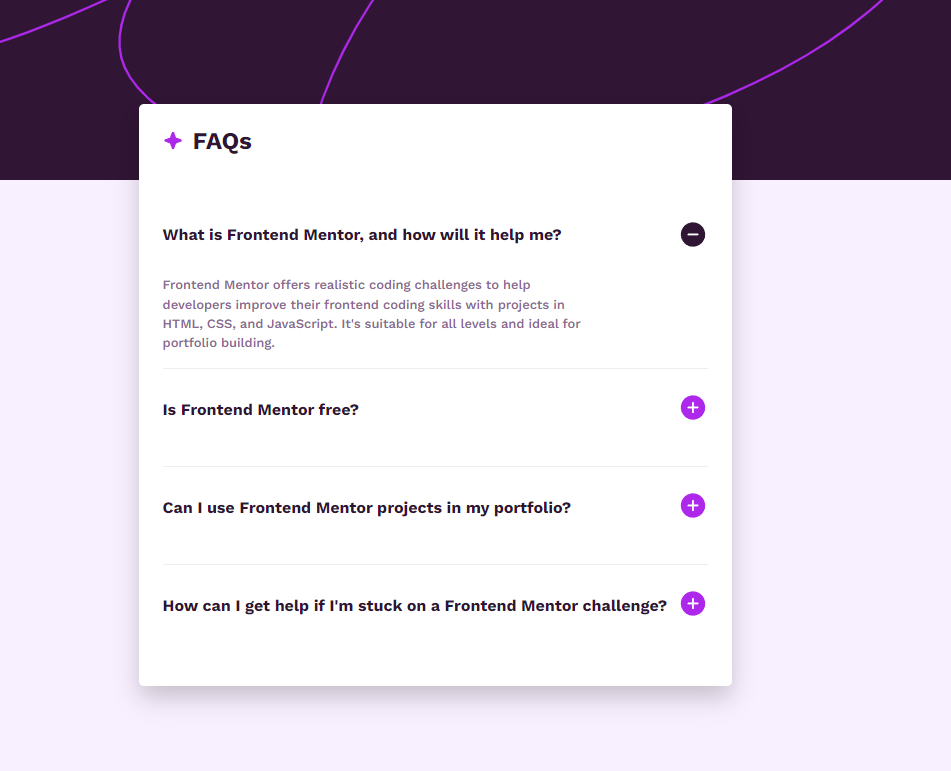 FAQs
What is Frontend Mentor, and how will it help me?
Frontend Mentor offers realistic coding challenges to help
developers improve their frontend coding skills with projects in
HTML, CSS, and JavaScript. It's suitable for all levels and ideal for
portfolio building.
Is Frontend Mentor free?
Can I use Frontend Mentor projects in my portfolio?
How can I get help if I'm stuck on a Frontend Mentor challenge?